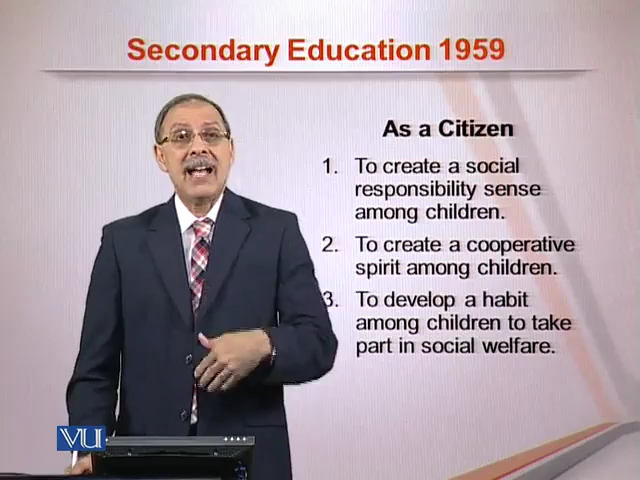 Secondary Education 1959
As a Citizen
1. To create a social
responsibility sense
among children.
2. To create a cooperative
spirit among children.
3. To develop a habit
among children to take
part in social welfare.
VU